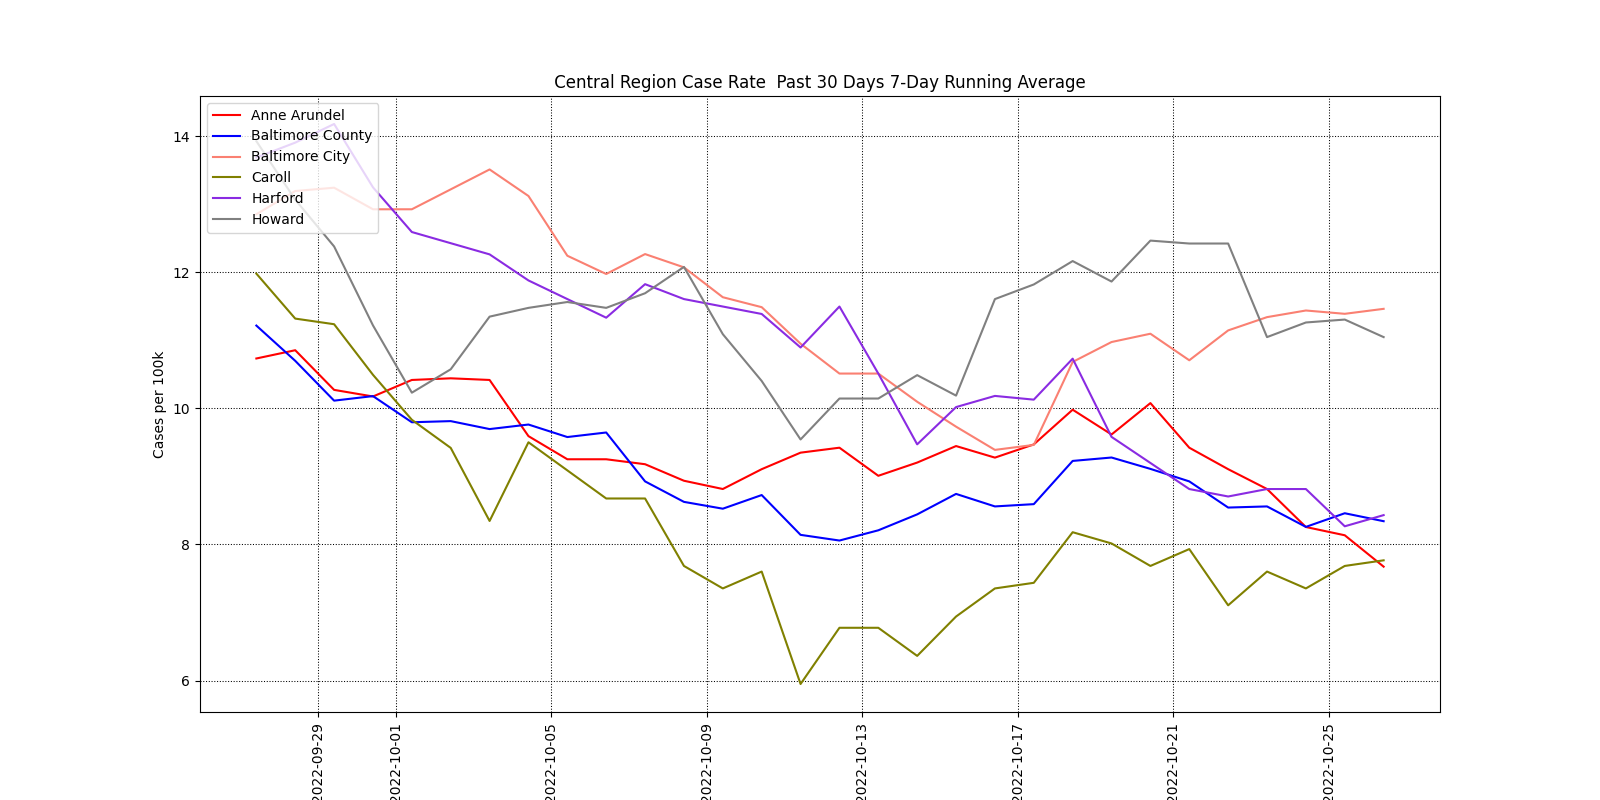 Central Region Case Rate  Past 30 Days 7-Day Running Average
Anne Arundel
Baltimore County
Baltimore City
Caroll
Harford
Howard
Cases per 100k
14
12
10
8
6
2022-09-29
2022-10-01
2022-10-05
2022-10-09
2022-10-13
2022-10-17
2022-10-21
2022-10-25